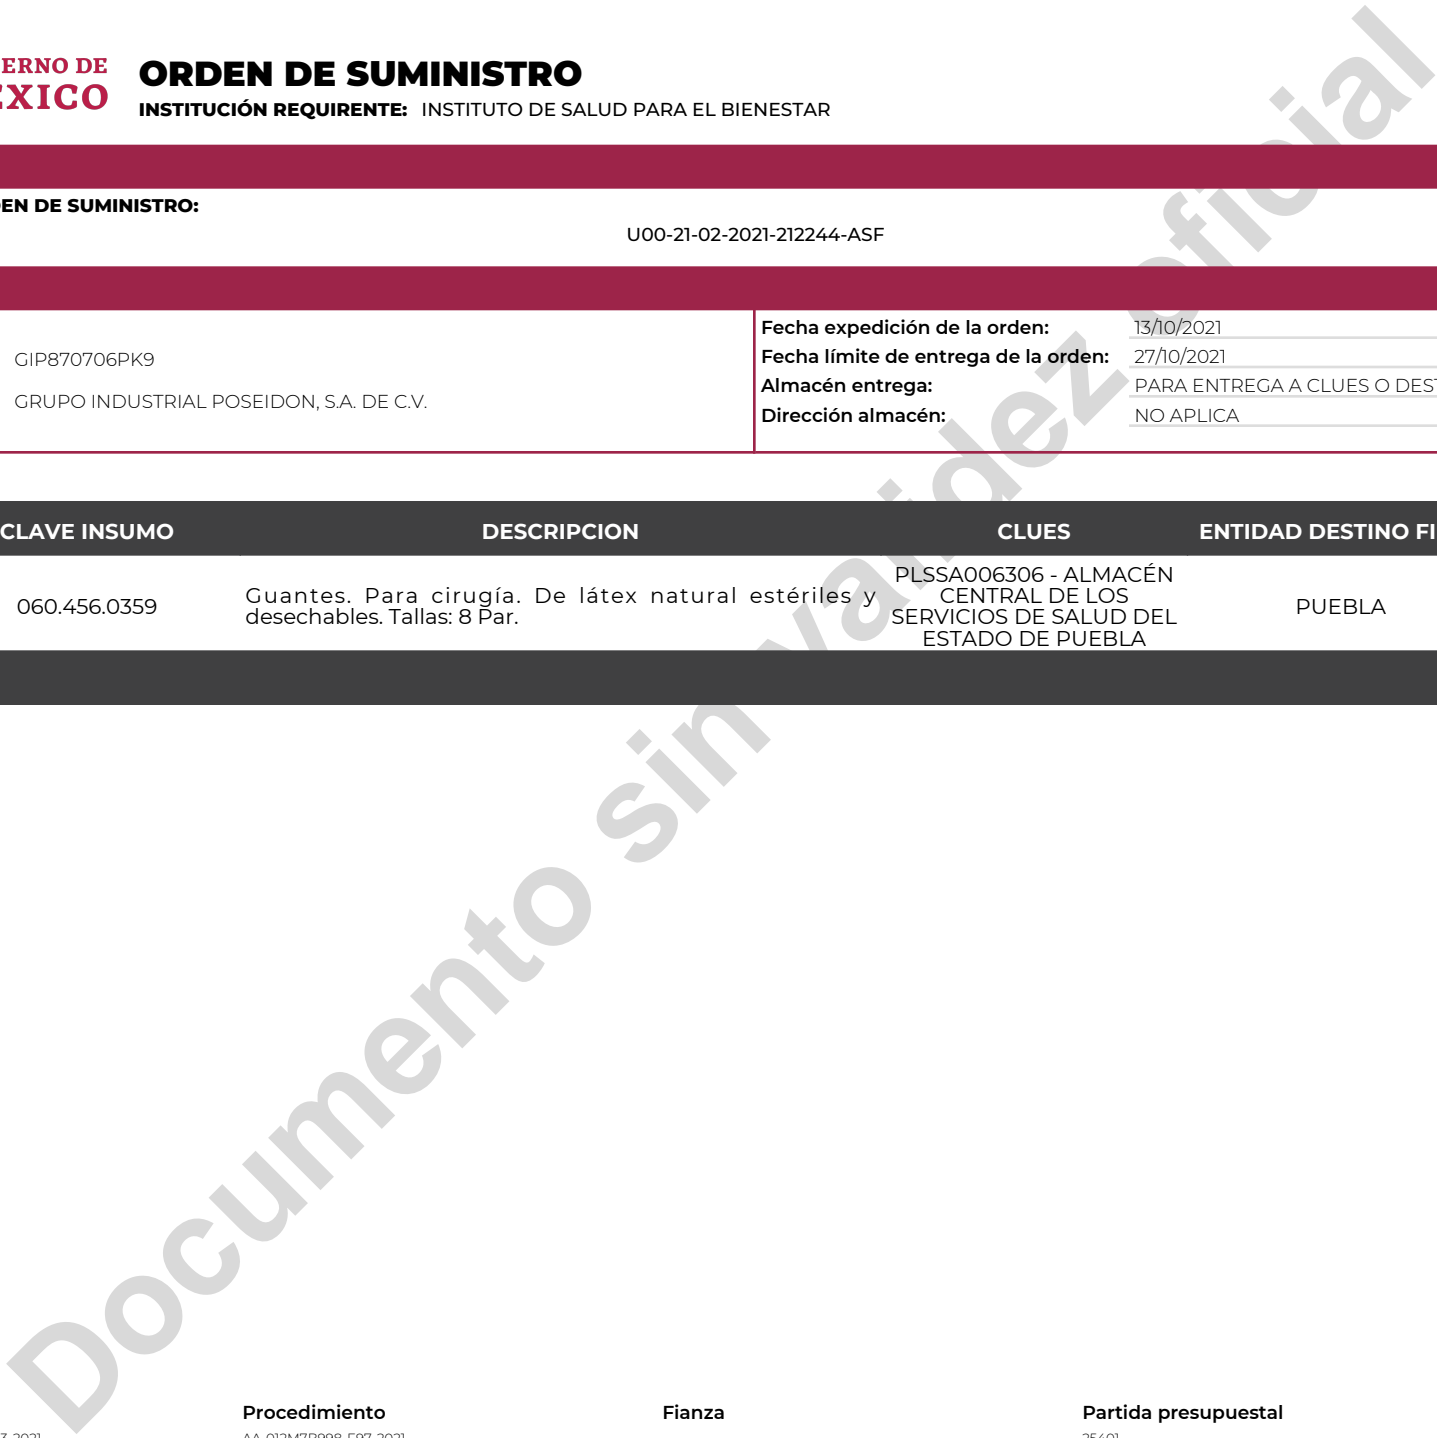 ERNO DE
EXICO
ORDEN DE SUMINISTRO
INSTITUCIÓN REQUIRENTE: INSTITUTO DE SALUD PARA EL BIENESTAR
EN DE SUMINISTRO:
U00-21-02-2021-212244-ASF
GIP870706PK9
GRUPO INDUSTRIAL POSEIDON, S.A. DE C.V.
Fecha expedición de la orden: 13/10/2021
Fecha límite de entrega de la orden: 27/10/2021
Almacén entrega: PARA ENTREGA A CLUES O DEST
Dirección almacén: NO APLICA
CLAVE INSUMO DESCRIPCION CLUES ENTIDAD DESTINO FI
060.456.0359
Guantes. Para cirugía. De látex natural estériles y
desechables. Tallas: 8 Par.
PLSSA006306 - ALMACÉN
CENTRAL DE LOS
SERVICIOS DE SALUD DEL
ESTADO DE PUEBLA
PUEBLA
Documento sin validez oficial
Procedimiento Fianza Partida presupuestal